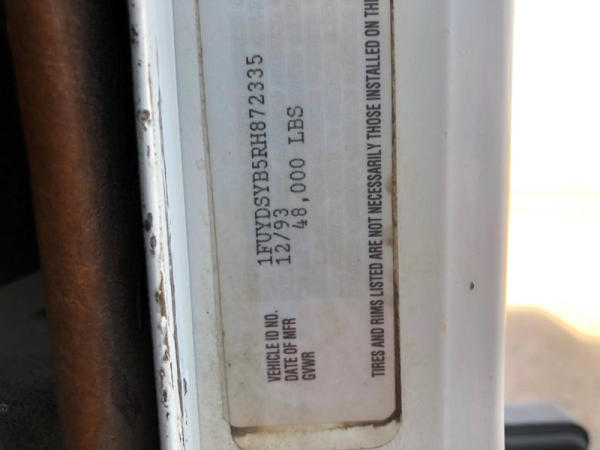 VEHICLE ID NO. 1FUYDSYB5RH872335
DATE OF MFR 12/93
GVWR 48,000 LBS
TIRES AND RIMS LISTED ARE NOT NECESSARILY THOSE INSTALLED ON